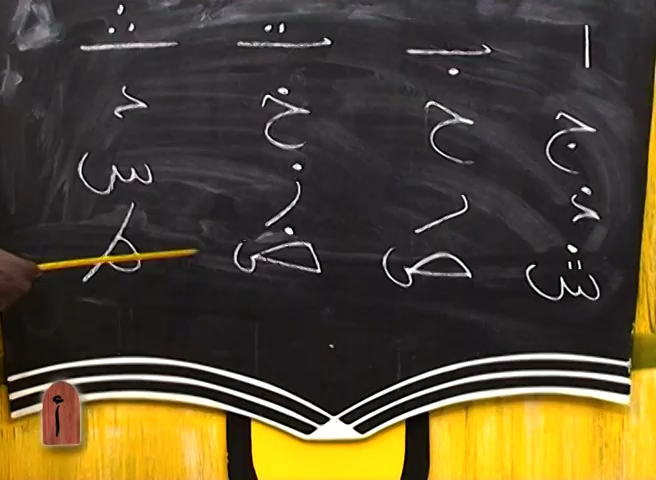 ا ب ت ث
ج ح خ د
ذ ر ز س
ش ص ض ط
أ